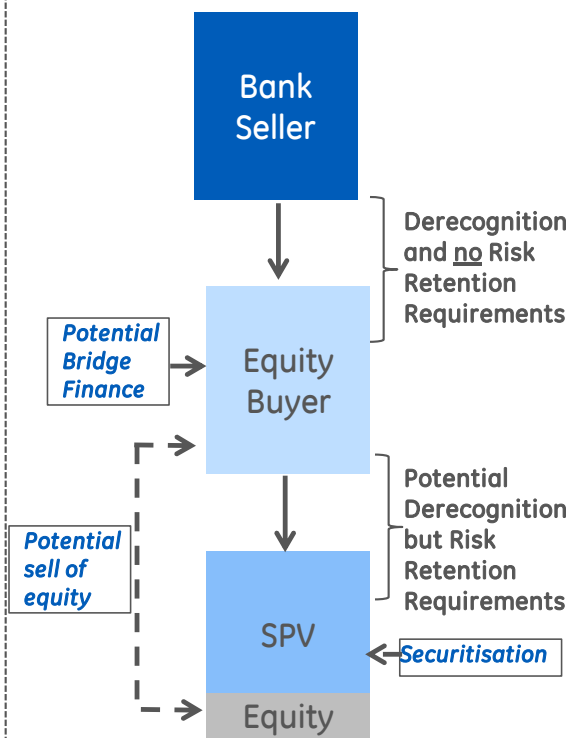 Bank
Seller
Derecognition
and no Risk
Retention
Requirements
Potential
Bridge
Finance
Equity
Buyer
Potential
Derecognition
but Risk
Retention
Requirements
Potential
sell of
equity
SPV
Securitisation
Equity